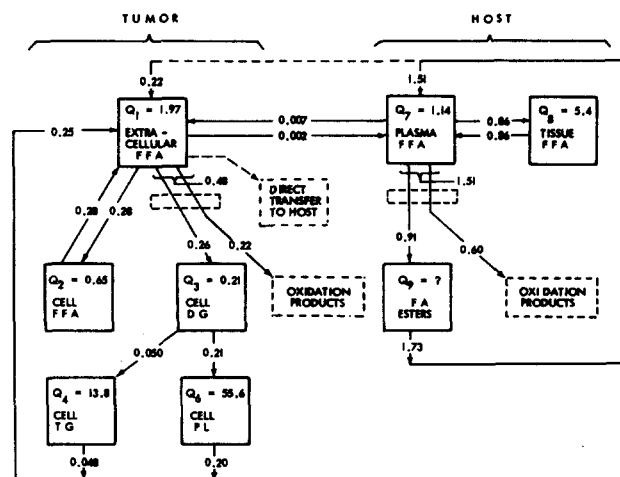 TUMOR
HOST
0.22
1.51
Q1 = 1.97
EXTRA-
CELLULAR
FFA
0.25
0.007
0.002
Q7 = 1.14
PLASMA
FFA
0.86
0.86
Q8 = 5.4
TISSUE
FFA
0.48
DIRECT
TRANSFER
TO HOST
1.51
0.28
0.28
0.26
0.22
0.91
0.60
Q2 = 0.65
CELL
FFA
Q3 = 0.21
CELL
DG
OXIDATION
PRODUCTS
Q9 = ?
FA
ESTERS
OXIDATION
PRODUCTS
0.050
0.21
1.73
Q4 = 13.8
CELL
TG
Q6 = 55.6
CELL
PL
0.048
0.20